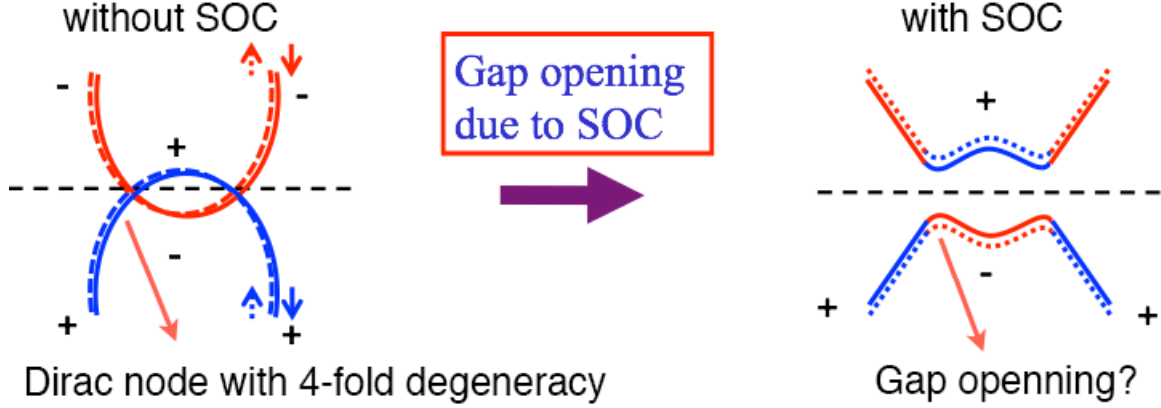 without SOC
with SOC
Gap opening
due to SOC
-
-
+
+
-
-
+
+
+
+
Dirac node with 4-fold degeneracy
Gap openning?